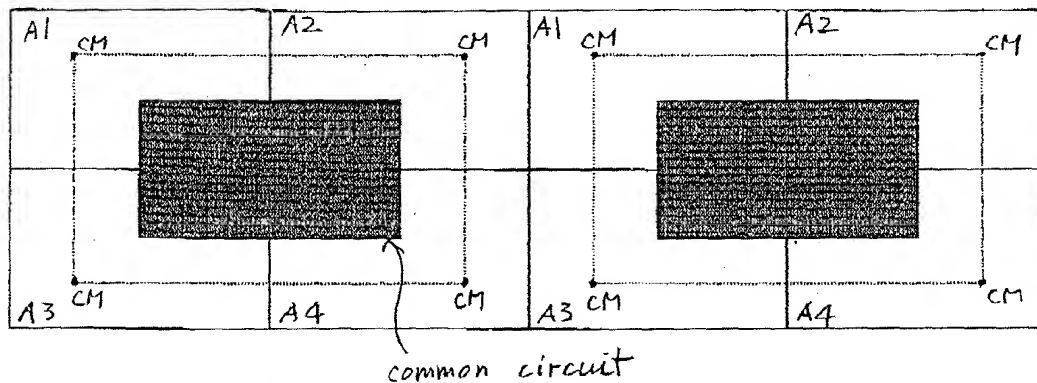 A1 A2 A1 A2
CM CM CM CM
CM CM CM CM
A3 A4 A3 A4
common circuit